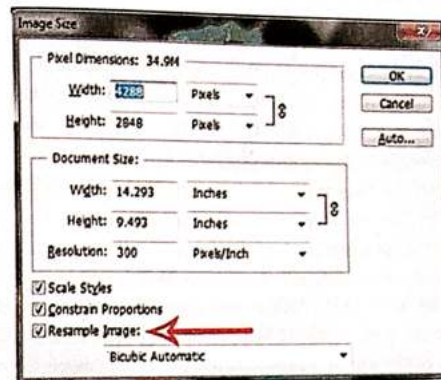 Image Size
Pixel Dimensions: 34.9M
Width: 4288 Pixels
Height: 2848 Pixels
OK
Cancel
Auto...
Document Size:
Width: 14.293 Inches
Height: 9.493 Inches
Resolution: 300 Pixels/Inch
Scale Styles
Constrain Proportions
Resample Image:
Bicubic Automatic